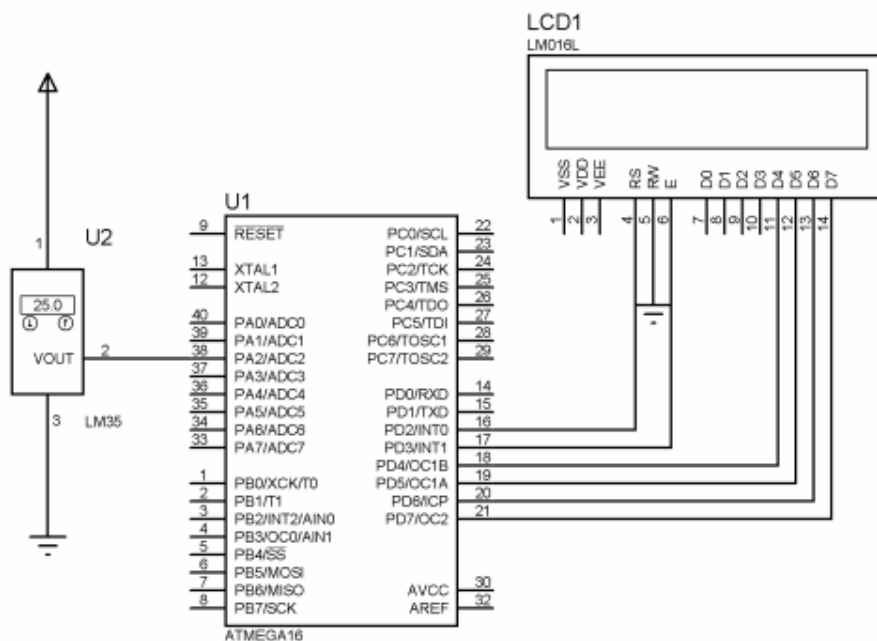 LCD1
LM016L
VSS
VDD
VEE
RS
RW
E
D0
D1
D2
D3
D4
D5
D6
D7
1
2
3
4
5
6
7
8
9
10
11
12
13
14
U2
1
25.0
VOUT
2
3
LM35
U1
9 RESET PC0/SCL 22
PC1/SDA 23
13 XTAL1 PC2/TCK 24
12 XTAL2 PC3/TMS 25
PC4/TDO 26
40 PA0/ADC0 PC5/TDI 27
39 PA1/ADC1 PC6/TOSC1 28
38 PA2/ADC2 PC7/TOSC2 29
37 PA3/ADC3
36 PA4/ADC4 PD0/RXD 14
35 PA5/ADC5 PD1/TXD 15
34 PA6/ADC6 PD2/INT0 16
33 PA7/ADC7 PD3/INT1 17
PD4/OC1B 18
1 PB0/XCK/T0 PD5/OC1A 19
2 PB1/T1 PD6/ICP 20
3 PB2/INT2/AIN0 PD7/OC2 21
4 PB3/OC0/AIN1
5 PB4/SS
6 PB5/MOSI
7 PB6/MISO AVCC 30
8 PB7/SCK AREF 32
ATMEGA16